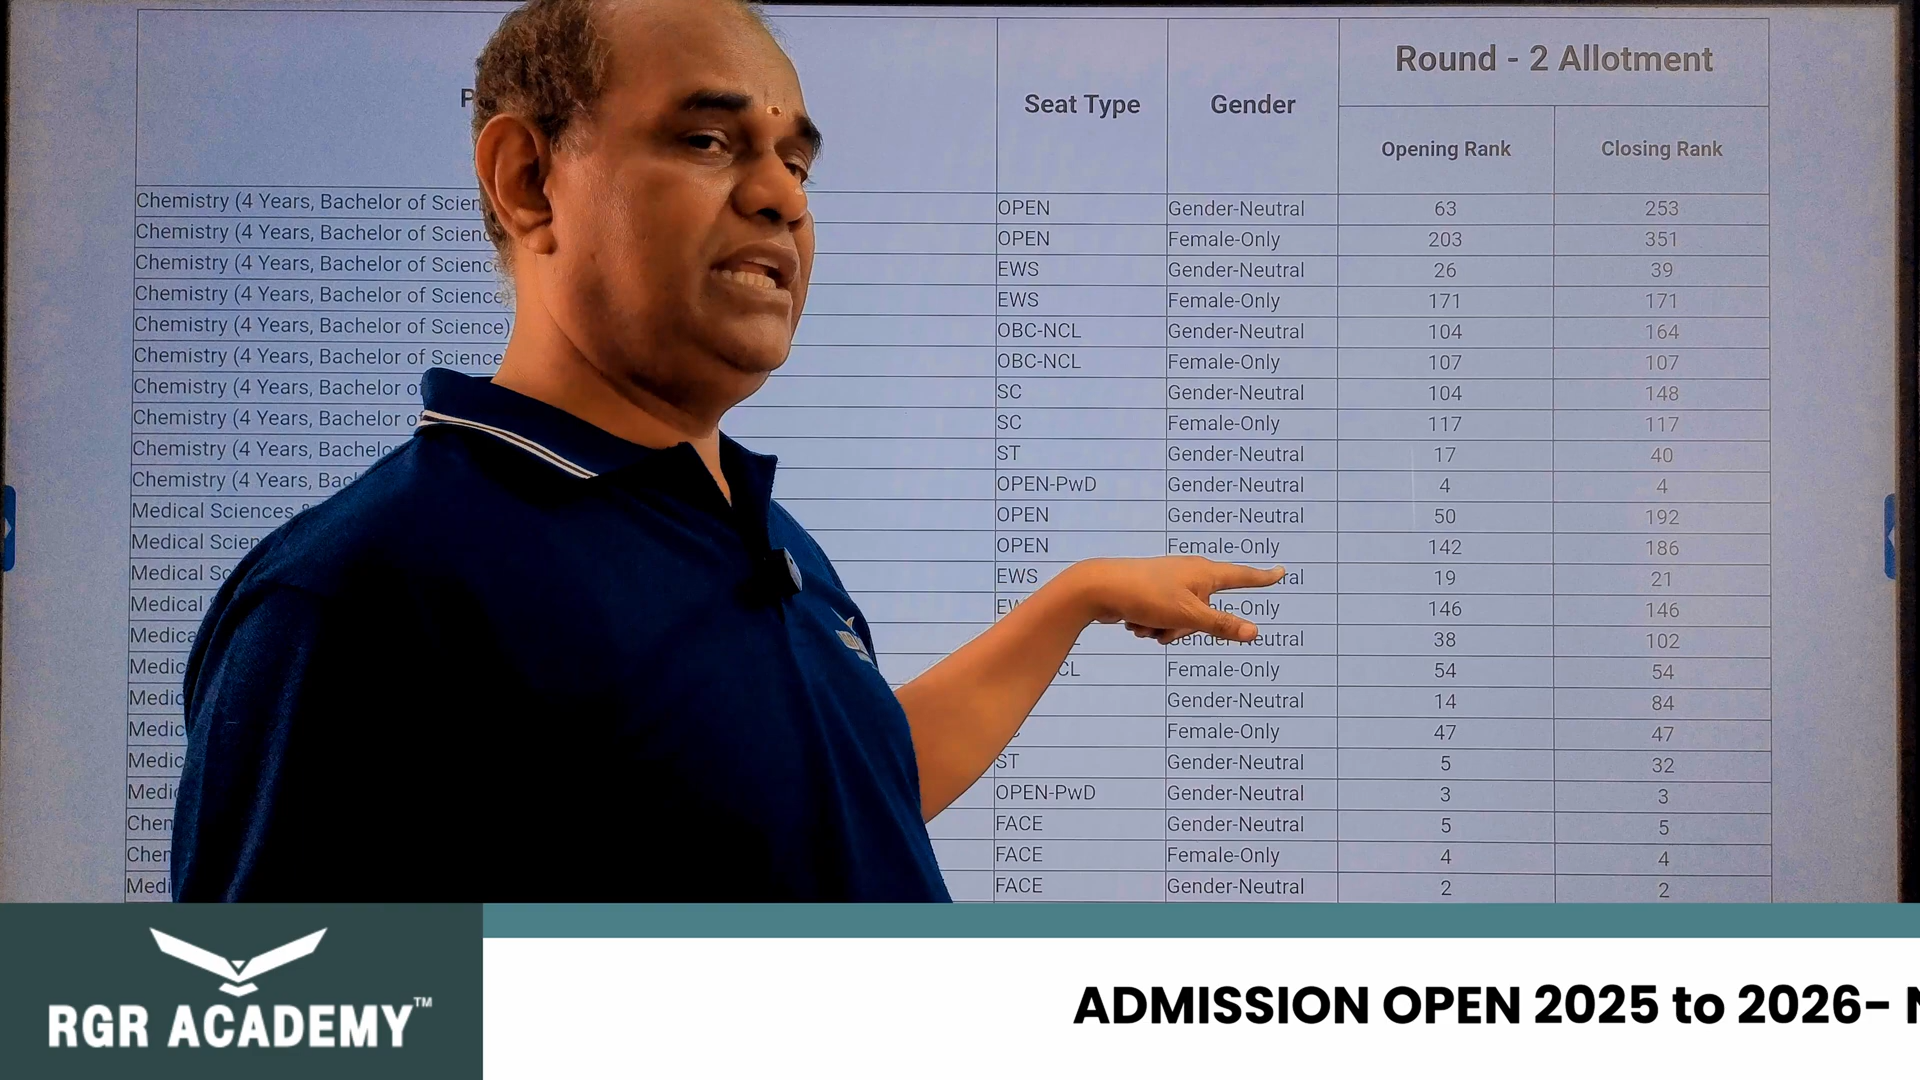 Round - 2 Allotment
Seat Type Gender
Opening Rank Closing Rank
Chemistry (4 Years, Bachelor of OPEN Gender-Neutral 63 253
Chemistry (4 Years, Bachelor of OPEN Female-Only 203 351
Chemistry (4 Years, Bachelor of Science EWS Gender-Neutral 26 39
Chemistry (4 Years, Bachelor of Science EWS Female-Only 171 171
Chemistry (4 Years, Bachelor of Science) OBC-NCL Gender-Neutral 104 164
Chemistry (4 Years, Bachelor of Science OBC-NCL Female-Only 107 107
Chemistry (4 Years, Bachelor of SC Gender-Neutral 104 148
Chemistry (4 Years, Bachelor of SC Female-Only 117 117
Chemistry (4 Years, ST Gender-Neutral 17 40
Chemistry (4 Years, OPEN-PwD Gender-Neutral 4 4
Medical Sciences OPEN Gender-Neutral 50 192
Medical OPEN Female-Only 142 186
Medical EWS 19 21
Medical 146 146
Gender-Neutral 38 102
Female-Only 54 54
Gender-Neutral 14 84
Female-Only 47 47
ST Gender-Neutral 5 32
OPEN-PwD Gender-Neutral 3 3
FACE Gender-Neutral 5 5
FACE Female-Only 4 4
FACE Gender-Neutral 2 2
RGR ACADEMY™
ADMISSION OPEN 2025 to 2026-